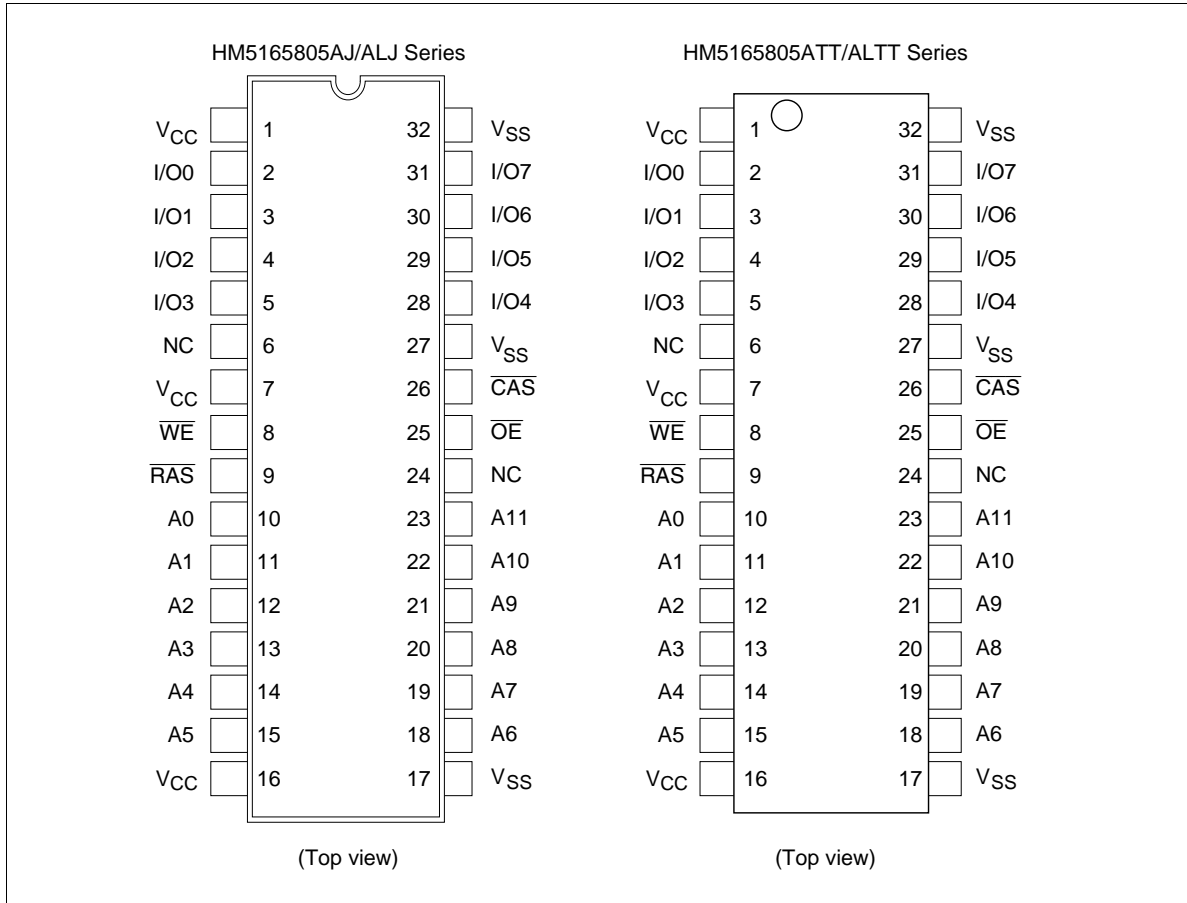 HM5165805AJ/ALJ Series
VCC 1 32 VSS
I/O0 2 31 I/O7
I/O1 3 30 I/O6
I/O2 4 29 I/O5
I/O3 5 28 I/O4
NC 6 27 VSS
VCC 7 26 CAS
WE 8 25 OE
RAS 9 24 NC
A0 10 23 A11
A1 11 22 A10
A2 12 21 A9
A3 13 20 A8
A4 14 19 A7
A5 15 18 A6
VCC 16 17 VSS
(Top view)
HM5165805ATT/ALTT Series
VCC 1 32 VSS
I/O0 2 31 I/O7
I/O1 3 30 I/O6
I/O2 4 29 I/O5
I/O3 5 28 I/O4
NC 6 27 VSS
VCC 7 26 CAS
WE 8 25 OE
RAS 9 24 NC
A0 10 23 A11
A1 11 22 A10
A2 12 21 A9
A3 13 20 A8
A4 14 19 A7
A5 15 18 A6
VCC 16 17 VSS
(Top view)